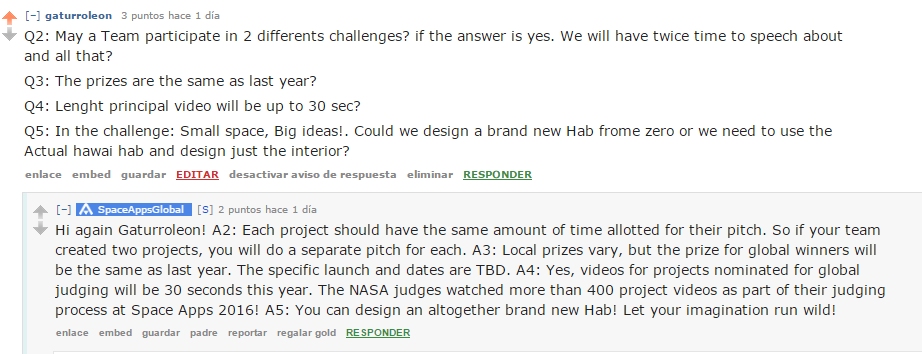 [–] gaturroleon 3 puntos hace 1 día
Q2: May a Team participate in 2 differents challenges? if the answer is yes. We will have twice time to speech about
and all that?
Q3: The prizes are the same as last year?
Q4: Lenght principal video will be up to 30 sec?
Q5: In the challenge: Small space, Big ideas!. Could we design a brand new Hab frome zero or we need to use the
Actual hawai hab and design just the interior?
enlace embed guardar EDITAR desactivar aviso de respuesta eliminar RESPONDER
[–] SpaceAppsGlobal [S] 2 puntos hace 1 día
Hi again Gaturroleon! A2: Each project should have the same amount of time allotted for their pitch. So if your team
created two projects, you will do a separate pitch for each. A3: Local prizes vary, but the prize for global winners will
be the same as last year. The specific launch and dates are TBD. A4: Yes, videos for projects nominated for global
judging will be 30 seconds this year. The NASA judges watched more than 400 project videos as part of their judging
process at Space Apps 2016! A5: You can design an altogether brand new Hab! Let your imagination run wild!
enlace embed guardar padre reportar regalar gold RESPONDER